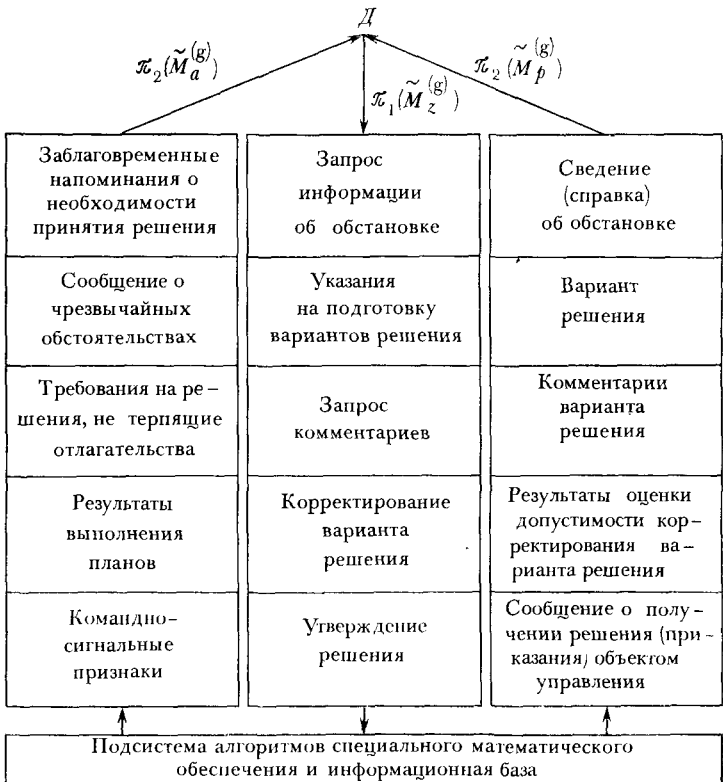 Д
π₂(M̃ₐ⁽ᵍ⁾)
π₁(M̃_z⁽ᵍ⁾)
π₂(M̃ₚ⁽ᵍ⁾)
Заблаговременные
напоминания о
необходимости
принятия решения
Сообщение о
чрезвычайных
обстоятельствах
Требования на ре–
шения, не терпящие
отлагательства
Результаты
выполнения
планов
Командно-
сигнальные
признаки
Запрос
информации
об обстановке
Указания
на подготовку
вариантов решения
Запрос
комментариев
Корректирование
варианта
решения
Утверждение
решения
Сведение
(справка)
об обстановке
Вариант
решения
Комментарии
варианта
решения
Результаты оценки
допустимости кор–
ректирования ва–
рианта решения
Сообщение о полу–
чении решения (при–
казания) объектом
управления
Подсистема алгоритмов специального математического
обеспечения и информационная база